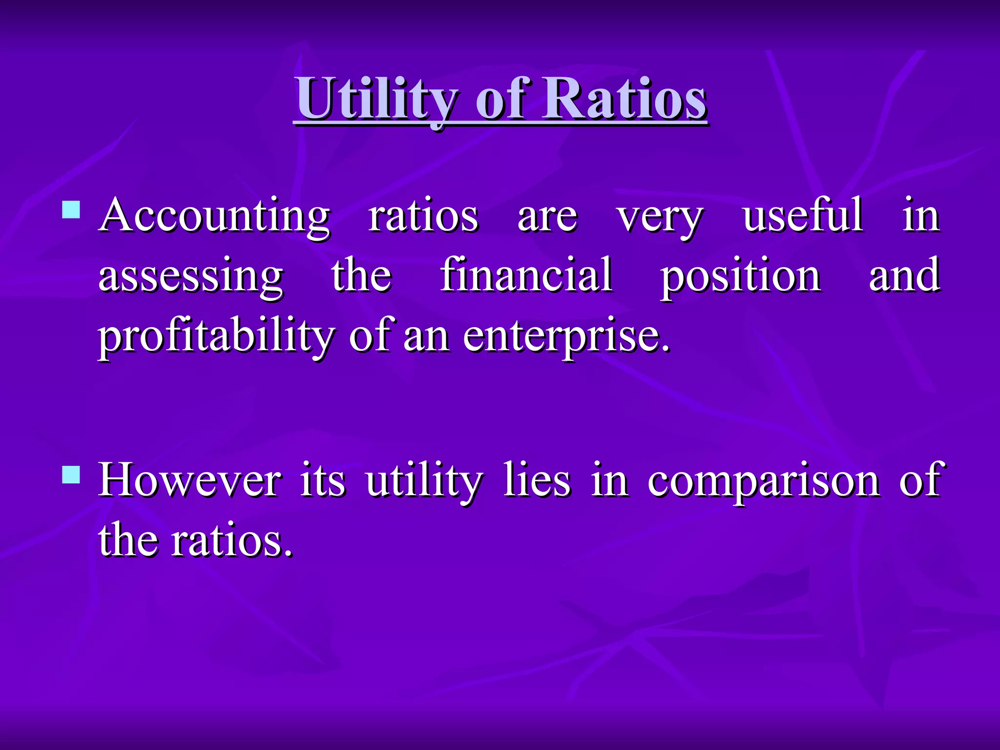 Utility of Ratios
Accounting ratios are very useful in
assessing the financial position and
profitability of an enterprise.
However its utility lies in comparison of
the ratios.